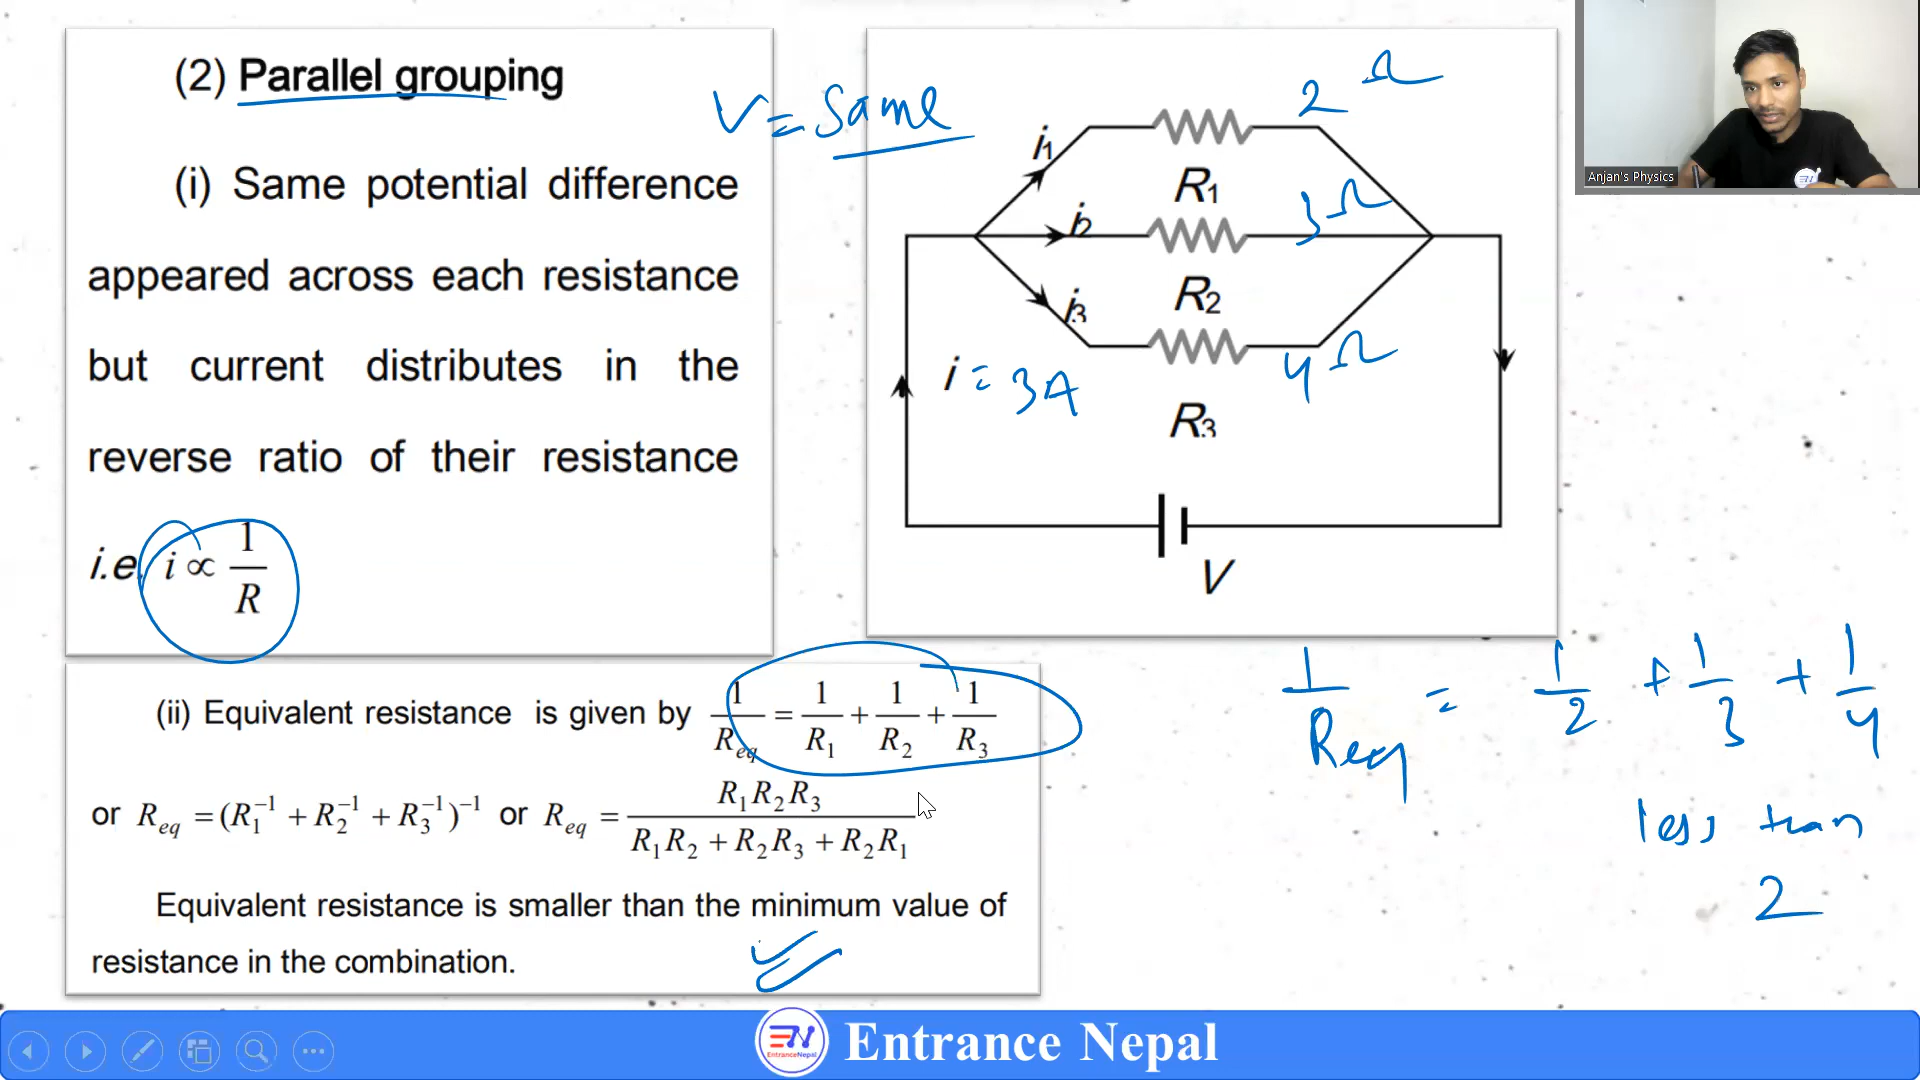 (2) Parallel grouping
(i) Same potential difference
appeared across each resistance
but current distributes in the
reverse ratio of their resistance
i.e. i ∝ 1/R
V = Same
2 Ω
i1
R1
3 Ω
i2
R2
i3
4 Ω
i = 3A
R3
V
Anjan's Physics
(ii) Equivalent resistance is given by 1/Req = 1/R1 + 1/R2 + 1/R3
or Req = (R1⁻¹ + R2⁻¹ + R3⁻¹)⁻¹ or Req = R1R2R3 / R1R2 + R2R3 + R2R1
Equivalent resistance is smaller than the minimum value of
resistance in the combination.
1/Req = 1/2 + 1/3 + 1/4
less than
2
EN
EntranceNepal
Entrance Nepal